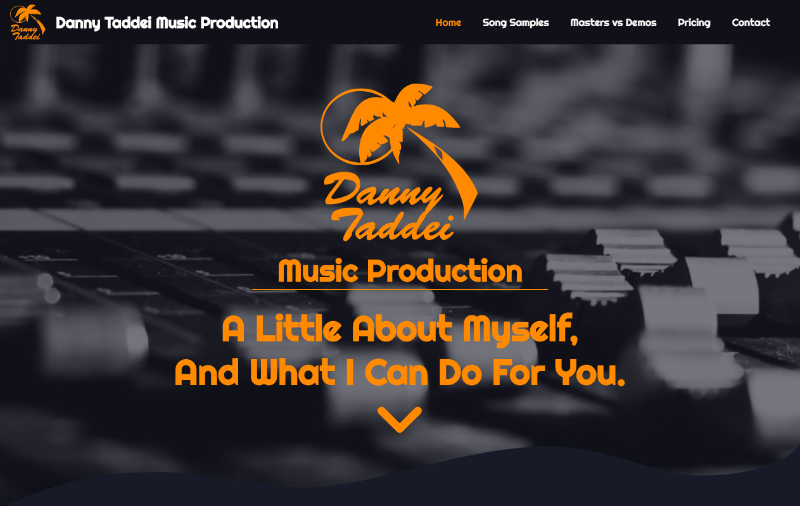 Danny
Taddei
Danny Taddei Music Production
Home
Song Samples
Masters vs Demos
Pricing
Contact
Danny
Taddei
Music Production
A Little About Myself,
And What I Can Do For You.